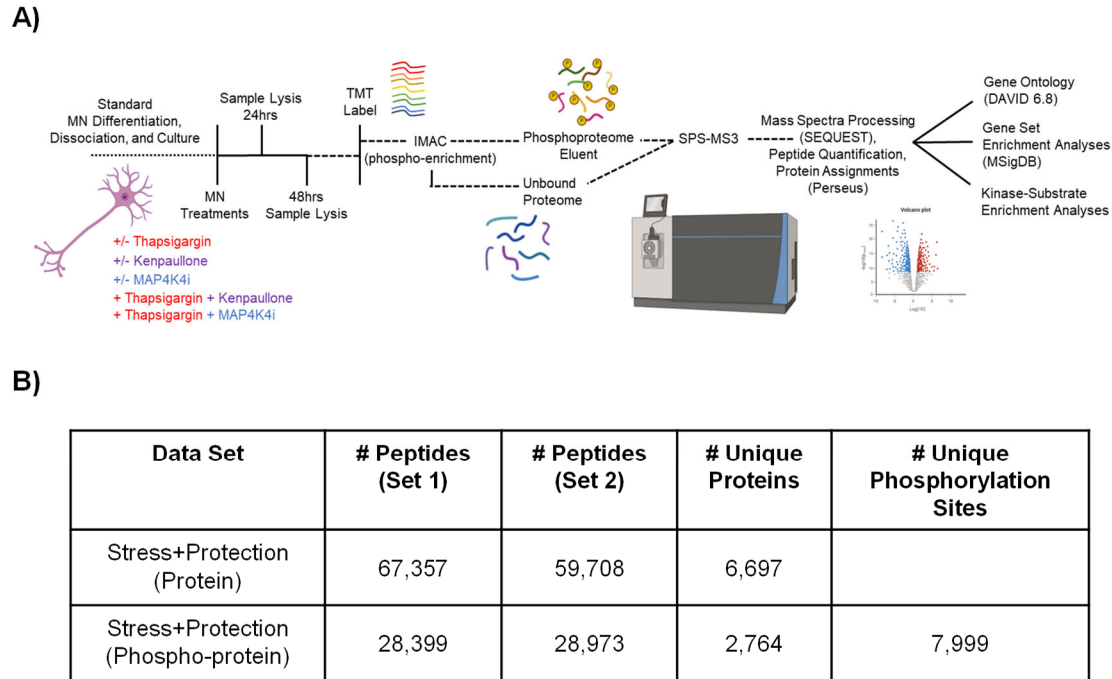 A)
Standard
MN Differentiation,
Dissociation, and Culture
Sample Lysis
24hrs
MN
Treatments
48hrs
Sample Lysis
+/- Thapsigargin
+/- Kenpaullone
+/- MAP4K4i
+ Thapsigargin + Kenpaullone
+ Thapsigargin + MAP4K4i
TMT
Label
IMAC
(phospho-enrichment)
P P P P P P P P
Phosphoproteome
Eluent
Unbound
Proteome
SPS-MS3
Mass Spectra Processing
(SEQUEST),
Peptide Quantification,
Protein Assignments
(Perseus)
Volcano plot
Log2 FC
Gene Ontology
(DAVID 6.8)
Gene Set
Enrichment Analyses
(MSigDB)
Kinase-Substrate
Enrichment Analyses
B)
Data Set # Peptides (Set 1) # Peptides (Set 2) # Unique Proteins # Unique Phosphorylation Sites
Stress+Protection (Protein) 67,357 59,708 6,697
Stress+Protection (Phospho-protein) 28,399 28,973 2,764 7,999